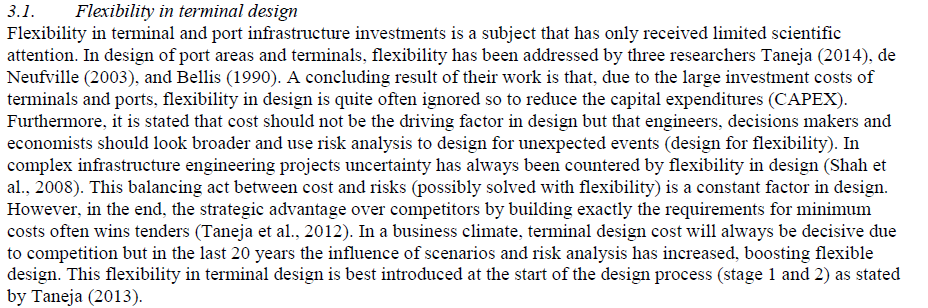 3.1. Flexibility in terminal design
Flexibility in terminal and port infrastructure investments is a subject that has only received limited scientific
attention. In design of port areas and terminals, flexibility has been addressed by three researchers Taneja (2014), de
Neufville (2003), and Bellis (1990). A concluding result of their work is that, due to the large investment costs of
terminals and ports, flexibility in design is quite often ignored so to reduce the capital expenditures (CAPEX).
Furthermore, it is stated that cost should not be the driving factor in design but that engineers, decisions makers and
economists should look broader and use risk analysis to design for unexpected events (design for flexibility). In
complex infrastructure engineering projects uncertainty has always been countered by flexibility in design (Shah et
al., 2008). This balancing act between cost and risks (possibly solved with flexibility) is a constant factor in design.
However, in the end, the strategic advantage over competitors by building exactly the requirements for minimum
costs often wins tenders (Taneja et al., 2012). In a business climate, terminal design cost will always be decisive due
to competition but in the last 20 years the influence of scenarios and risk analysis has increased, boosting flexible
design. This flexibility in terminal design is best introduced at the start of the design process (stage 1 and 2) as stated
by Taneja (2013).